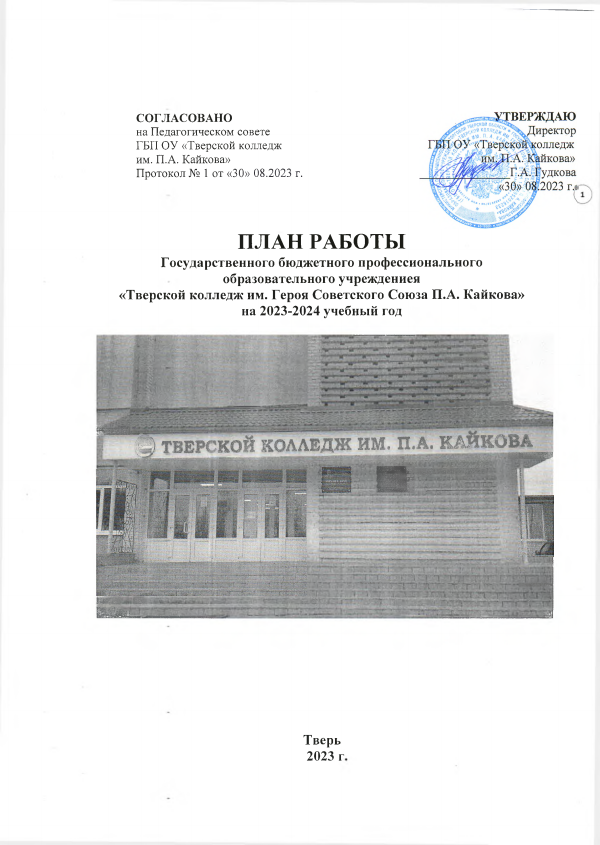 СОГЛАСОВАНО
на Педагогическом совете
ГБП ОУ «Тверской колледж
им. П.А. Кайкова»
Протокол № 1 от «30» 08.2023 г.
УТВЕРЖДАЮ
Директор
ГБП ОУ «Тверской колледж
им. П.А. Кайкова»
Г.А. Гудкова
«30» 08.2023 г.
1
ПЛАН РАБОТЫ
Государственного бюджетного профессионального
образовательного учреждениея
«Тверской колледж им. Героя Советского Союза П.А. Кайкова»
на 2023-2024 учебный год
ТВЕРСКОЙ КОЛЛЕДЖ ИМ. П.А. КАЙКОВА
Тверь
2023 г.